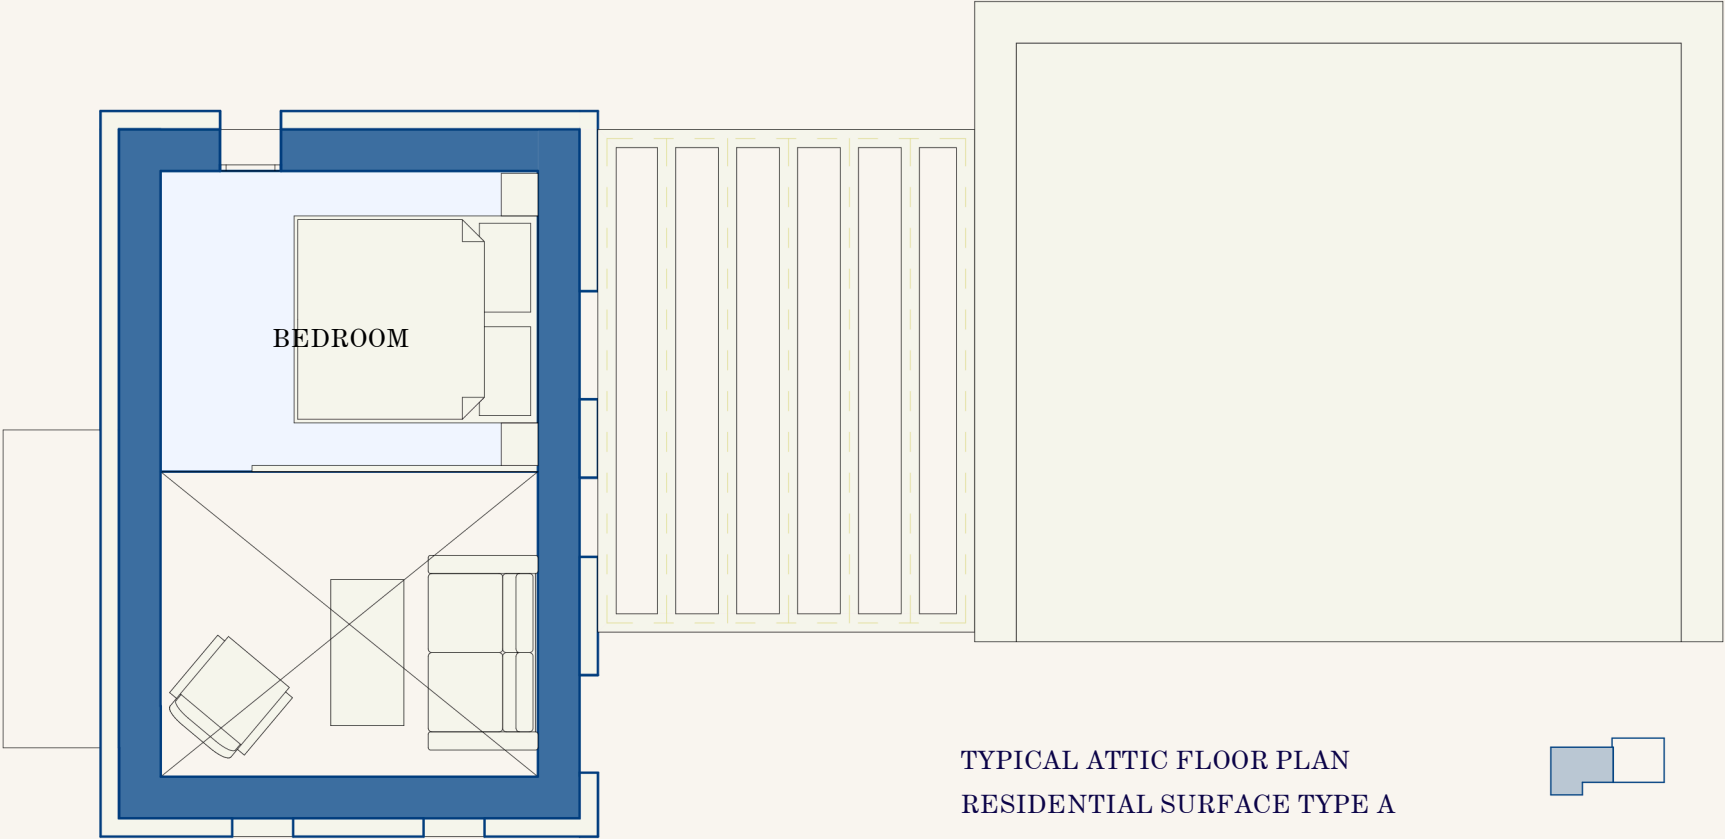 BEDROOM
TYPICAL ATTIC FLOOR PLAN
RESIDENTIAL SURFACE TYPE A